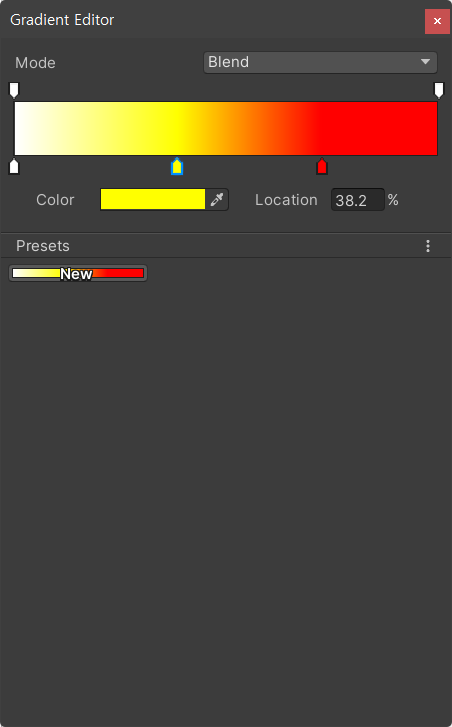 Gradient Editor
Mode Blend
Color Location 38.2 %
Presets
New